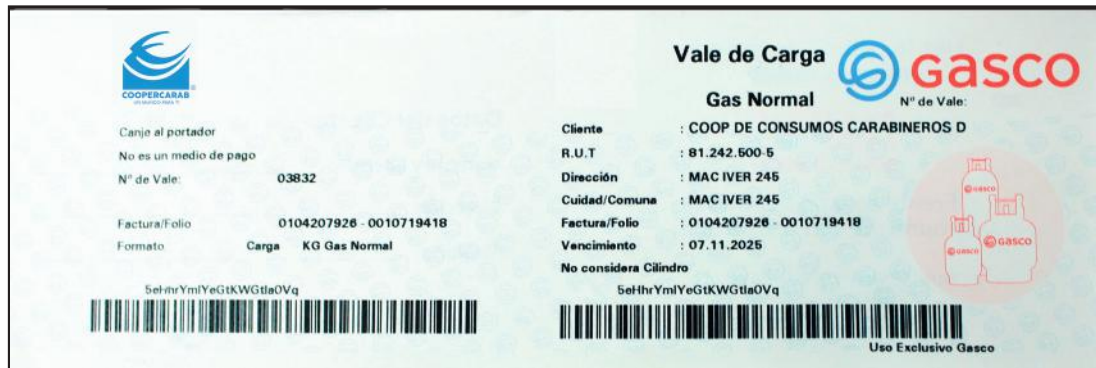 COOPERCARAB
Canje al portador
No es un medio de pago
Nº de Vale: 03832
Factura/Folio 0104207926 - 0010719418
Formato Carga KG Gas Normal
Vale de Carga
GASCO
Gas Normal
Nº de Vale:
Cliente : COOP DE CONSUMOS CARABINEROS D
R.U.T : 81.242.500-5
Dirección : MAC IVER 245
Cuidad/Comuna : MAC IVER 245
Factura/Folio : 0104207926 - 0010719418
Vencimiento : 07.11.2025
No considera Cilindro
5eHhrYmlYeGtKWGtla0Vq
Uso Exclusivo Gasco
GASCO
GASCO
GASCO